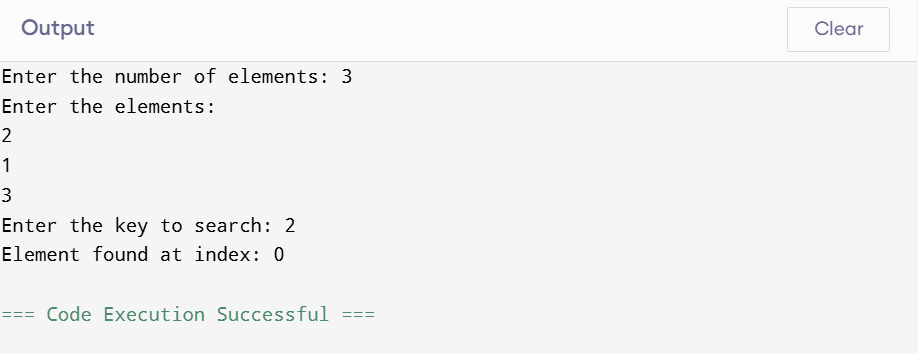 Output
Clear
Enter the number of elements: 3
Enter the elements:
2
1
3
Enter the key to search: 2
Element found at index: 0
=== Code Execution Successful ===